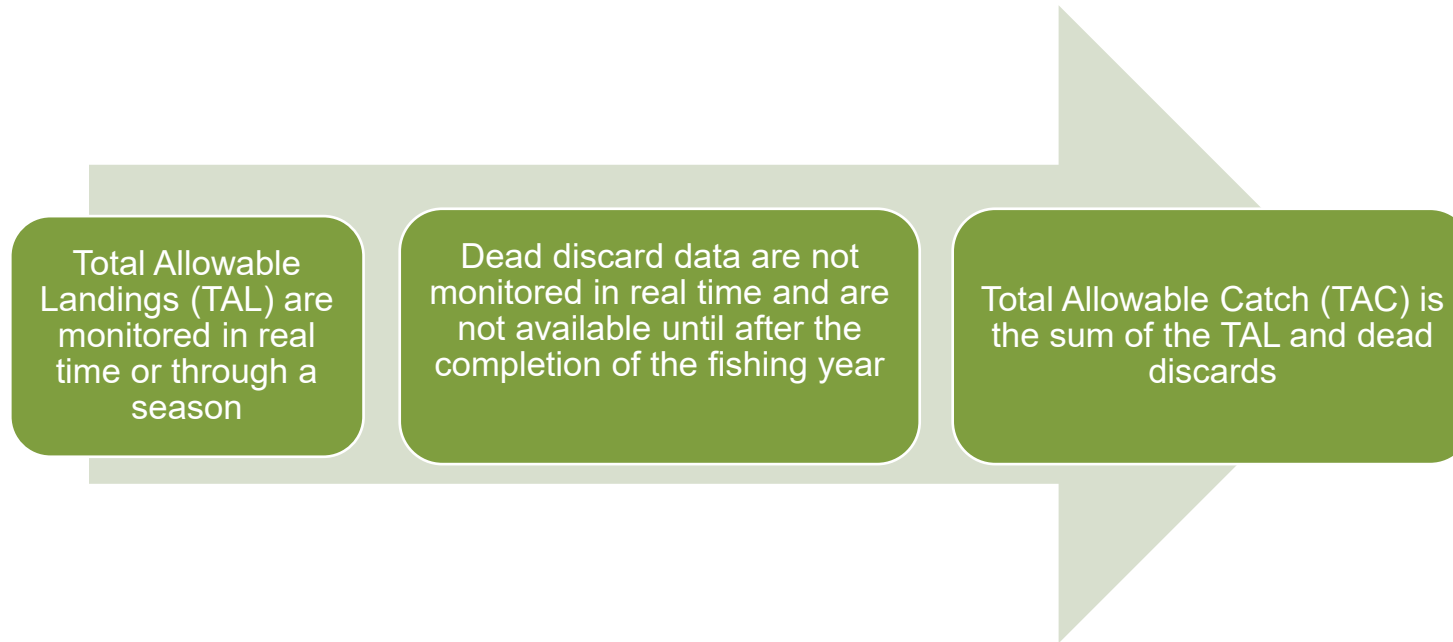 Total Allowable
Landings (TAL) are
monitored in real
time or through a
season
Dead discard data are not
monitored in real time and are
not available until after the
completion of the fishing year
Total Allowable Catch (TAC) is
the sum of the TAL and dead
discards